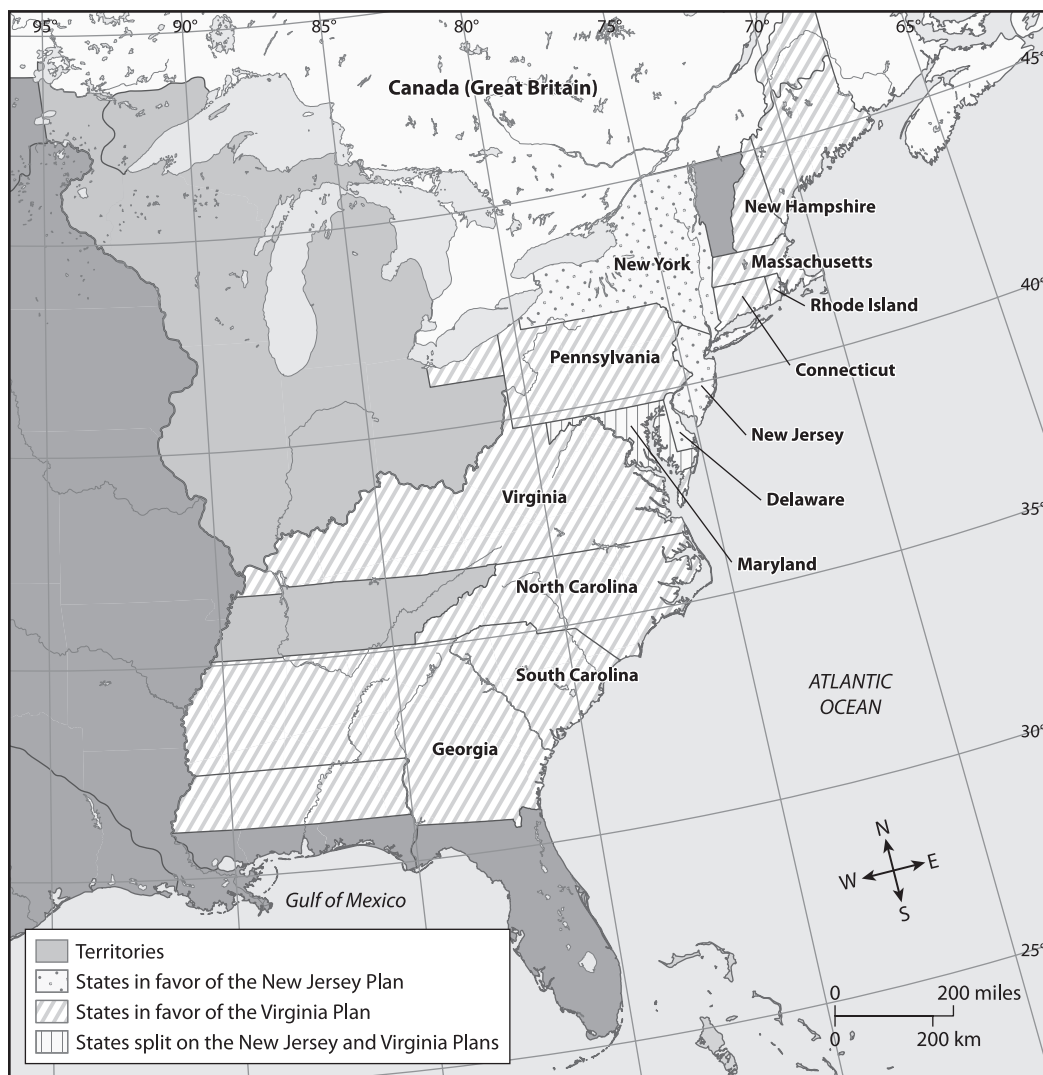 95°
90°
85°
80°
75°
70°
65°
45°
Canada (Great Britain)
New Hampshire
New York
Massachusetts
40°
Rhode Island
Pennsylvania
Connecticut
New Jersey
Virginia
Delaware
35°
Maryland
North Carolina
South Carolina
ATLANTIC
OCEAN
Georgia
30°
N
W
E
S
Gulf of Mexico
Territories
States in favor of the New Jersey Plan
States in favor of the Virginia Plan
States split on the New Jersey and Virginia Plans
25°
0
200 miles
0
200 km